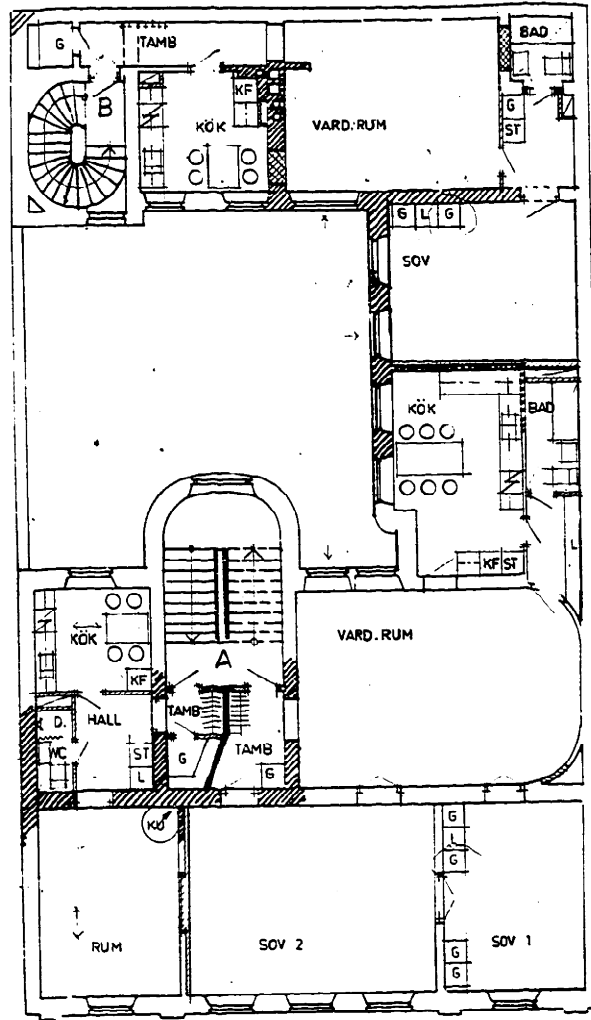 G
TAMB
BAD
B
KF
KÖK
VARD. RUM
G
ST
G L G
SOV
KÖK
BAD
KF ST
L
VARD. RUM
A
KÖK
KF
HALL
D.
WC
ST
L
TAMB
G
TAMB
G
KU
G
L
G
RUM
SOV 2
SOV 1
G
G